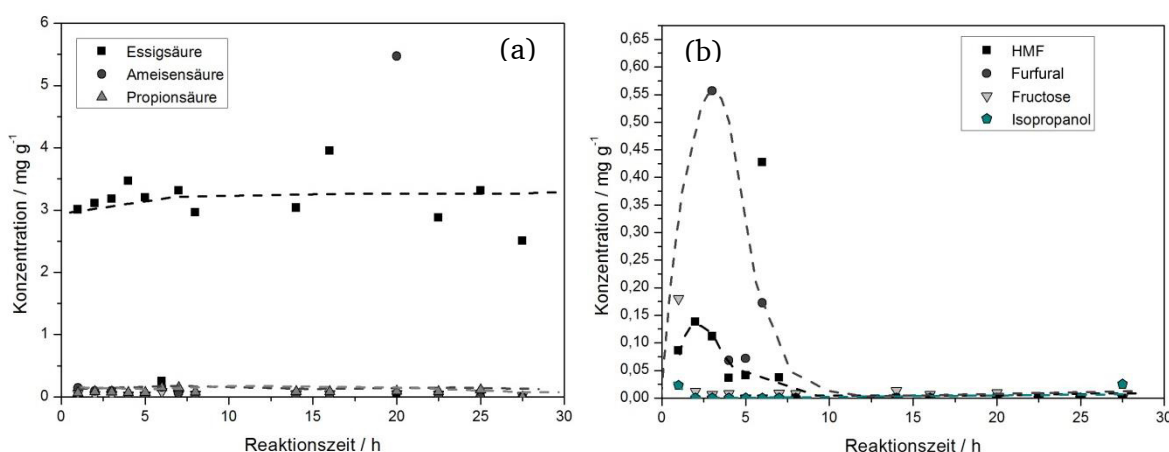 (a)
Essigsäure
Ameisensäure
Propionsäure
Konzentration / mg g⁻¹
6
5
4
3
2
1
0
0 5 10 15 20 25 30
Reaktionszeit / h
(b)
HMF
Furfural
Fructose
Isopropanol
Konzentration / mg g⁻¹
0,65
0,60
0,55
0,50
0,45
0,40
0,35
0,30
0,25
0,20
0,15
0,10
0,05
0,00
0 5 10 15 20 25 30
Reaktionszeit / h